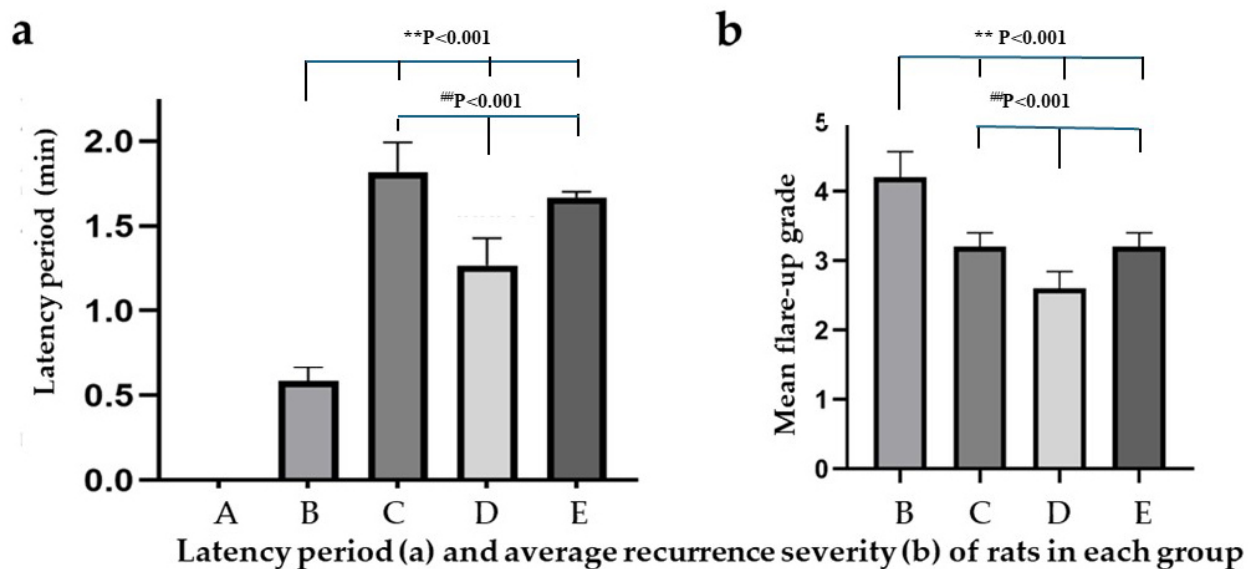 a
**P<0.001
##P<0.001
Latency period (min)
2.0
1.5
1.0
0.5
0.0
A B C D E
b
** P<0.001
##P<0.001
Mean flare-up grade
5
4
3
2
1
0
B C D E
Latency period (a) and average recurrence severity (b) of rats in each group